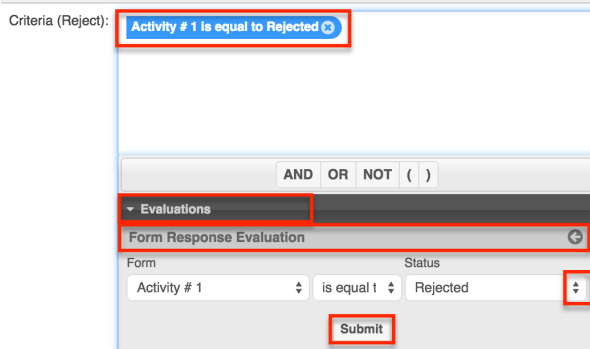 Criteria (Reject):
Activity # 1 is equal to Rejected
AND OR NOT ( )
Evaluations
Form Response Evaluation
Form Status
Activity # 1 is equal t Rejected
Submit